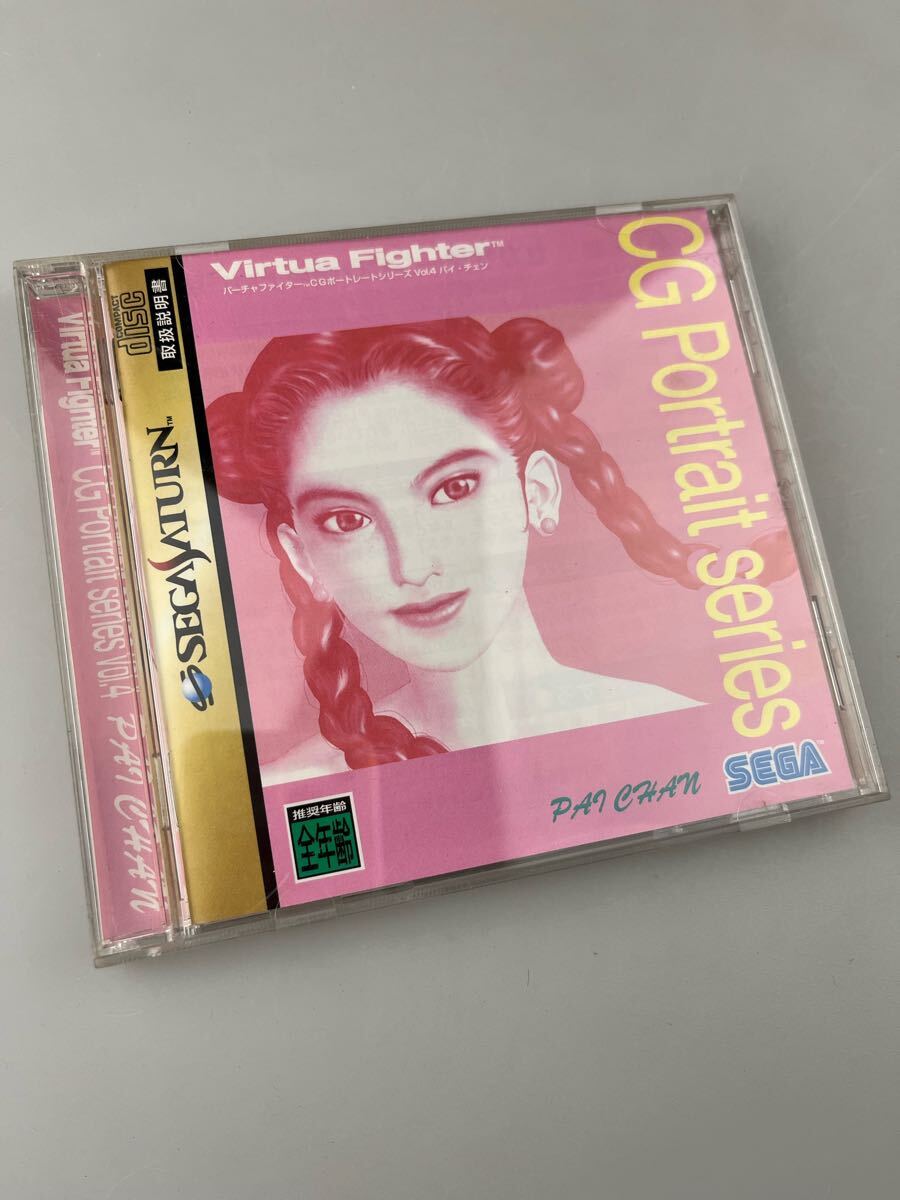 Virtua Fighter™
バーチャファイター™CGポートレートシリーズ Vol.4 パイ・チェン
CG Portrait series
COMPACT
DISC
取扱説明書
SEGA SATURN™
推奨年齢
全年齢
PAI CHAN
SEGA™
Virtua Fighter™ CG Portrait series Vol.4 PAI CHAN